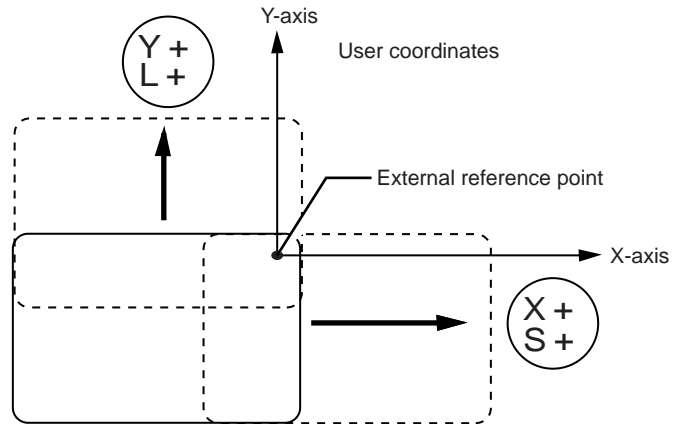 Y-axis
Y +
L +
User coordinates
External reference point
X-axis
X +
S +